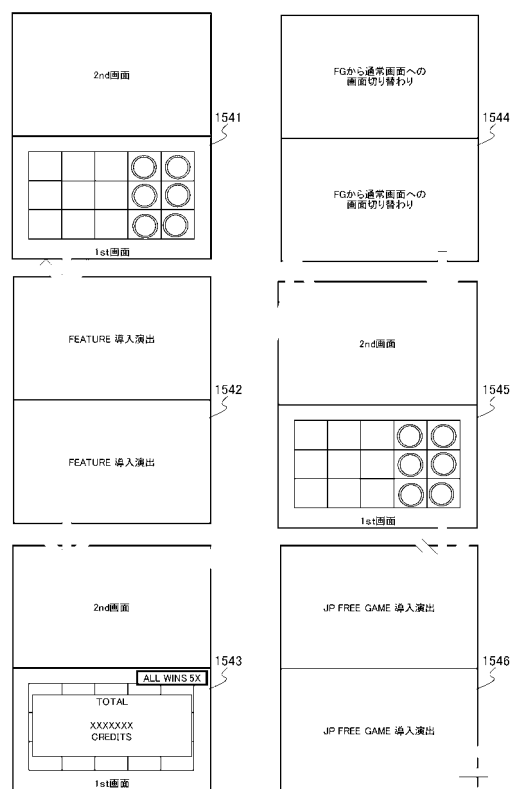 2nd画面
1541
1st画面
FEATURE 導入演出
1542
FEATURE 導入演出
2nd画面
1543
ALL WINS 5X
TOTAL
XXXXXXX
CREDITS
1st画面
FGから通常画面への
画面切り替わり
1544
FGから通常画面への
画面切り替わり
2nd画面
1545
1st画面
JP FREE GAME 導入演出
1546
JP FREE GAME 導入演出